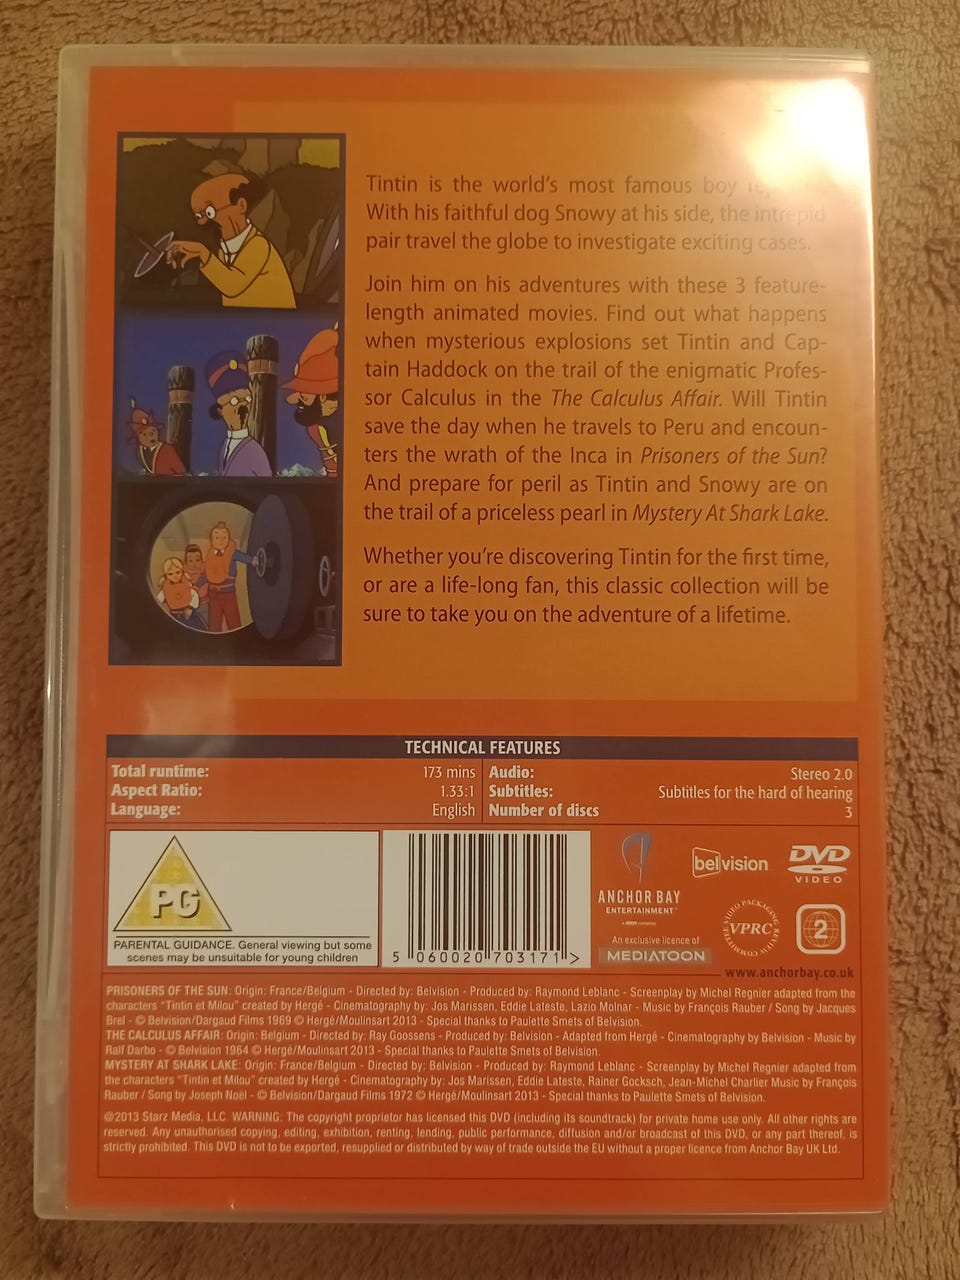 Tintin is the world's most famous boy
With his faithful dog Snowy at his side, the intrepid
pair travel the globe to investigate exciting cases.
Join him on his adventures with these 3 feature-
length animated movies. Find out what happens
when mysterious explosions set Tintin and Cap-
tain Haddock on the trail of the enigmatic Profes-
sor Calculus in the The Calculus Affair. Will Tintin
save the day when he travels to Peru and encoun-
ters the wrath of the Inca in Prisoners of the Sun?
And prepare for peril as Tintin and Snowy are on
the trail of a priceless pearl in Mystery At Shark Lake.
Whether you're discovering Tintin for the first time,
or are a life-long fan, this classic collection will be
sure to take you on the adventure of a lifetime.
TECHNICAL FEATURES
Total runtime: 173 mins
Aspect Ratio: 1.33:1
Language: English
Audio: Stereo 2.0
Subtitles: Subtitles for the hard of hearing
Number of discs 3
PG
PARENTAL GUIDANCE. General viewing but some
scenes may be unsuitable for young children
5 060020 703171 >
ANCHOR BAY
ENTERTAINMENT
An exclusive licence of
MEDIATOON
belvision
DVD
VIDEO
VIDEO PACKAGING REVIEW COMMITTEE
VPRC
2
www.anchorbay.co.uk
PRISONERS OF THE SUN: Origin: France/Belgium - Directed by: Belvision - Produced by: Raymond Leblanc - Screenplay by Michel Regnier adapted from the
characters "Tintin et Milou" created by Hergé - Cinematography by: Jos Marissen, Eddie Lateste, Lazio Molnar - Music by François Rauber / Song by Jacques
Brel - © Belvision/Dargaud Films 1969 © Hergé/Moulinsart 2013 - Special thanks to Paulette Smets of Belvision.
THE CALCULUS AFFAIR: Origin: Belgium - Directed by: Ray Goossens - Produced by: Belvision - Adapted from Hergé - Cinematography by Belvision - Music by
Ralf Darbo - © Belvision 1964 © Hergé/Moulinsart 2013 - Special thanks to Paulette Smets of Belvision.
MYSTERY AT SHARK LAKE: Origin: France/Belgium - Directed by: Belvision - Produced by: Raymond Leblanc - Screenplay by Michel Regnier adapted from
the characters "Tintin et Milou" created by Hergé - Cinematography by: Jos Marissen, Eddie Lateste, Rainer Gocksch, Jean-Michel Charlier Music by François
Rauber / Song by Joseph Noël - © Belvision/Dargaud Films 1972 © Hergé/Moulinsart 2013 - Special thanks to Paulette Smets of Belvision.
@2013 Starz Media, LLC. WARNING: The copyright proprietor has licensed this DVD (including its soundtrack) for private home use only. All other rights are
reserved. Any unauthorised copying, editing, exhibition, renting, lending, public performance, diffusion and/or broadcast of this DVD, or any part thereof, is
strictly prohibited. This DVD is not to be exported, resupplied or distributed by way of trade outside the EU without a proper licence from Anchor Bay UK Ltd.